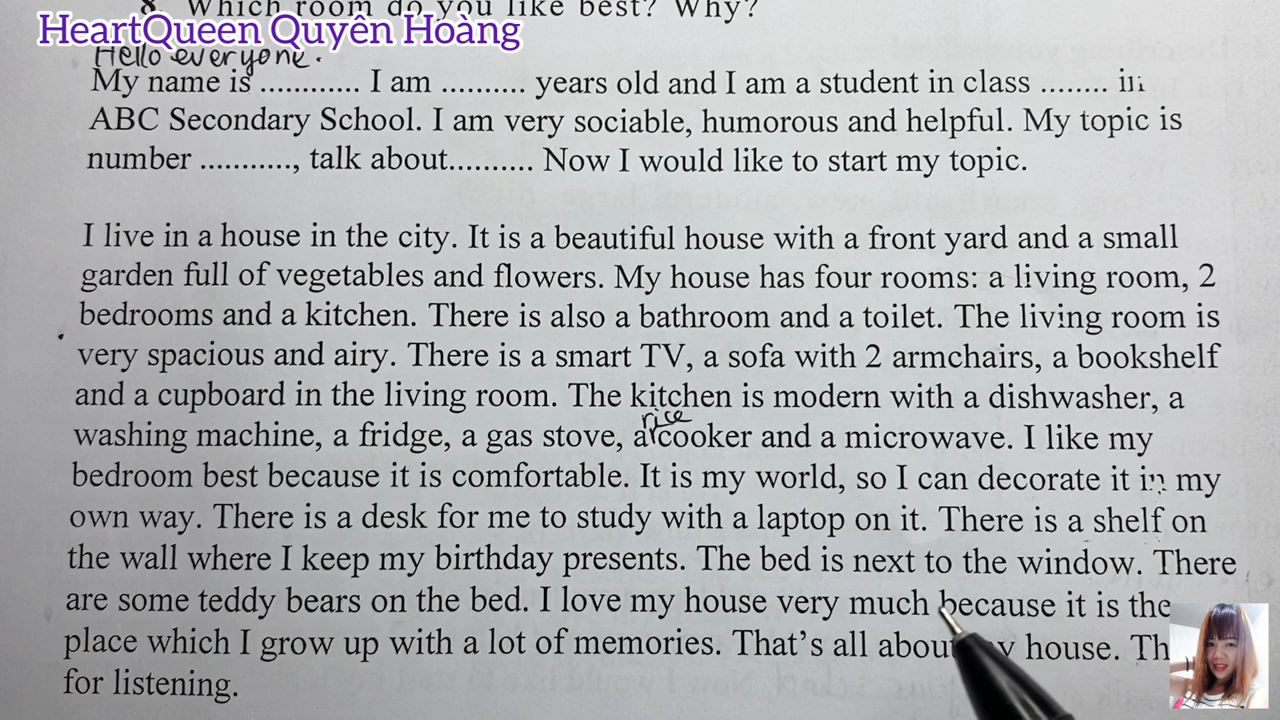 8. Which room do you like best? Why?
HeartQueen Quyên Hoàng
Hello everyone.
My name is ............ I am .......... years old and I am a student in class ........ in
ABC Secondary School. I am very sociable, humorous and helpful. My topic is
number ..........., talk about.......... Now I would like to start my topic.
I live in a house in the city. It is a beautiful house with a front yard and a small
garden full of vegetables and flowers. My house has four rooms: a living room, 2
bedrooms and a kitchen. There is also a bathroom and a toilet. The living room is
very spacious and airy. There is a smart TV, a sofa with 2 armchairs, a bookshelf
and a cupboard in the living room. The kitchen is modern with a dishwasher, a
rice
washing machine, a fridge, a gas stove, a cooker and a microwave. I like my
bedroom best because it is comfortable. It is my world, so I can decorate it in my
own way. There is a desk for me to study with a laptop on it. There is a shelf on
the wall where I keep my birthday presents. The bed is next to the window. There
are some teddy bears on the bed. I love my house very much because it is the
place which I grow up with a lot of memories. That's all about my house.
for listening.